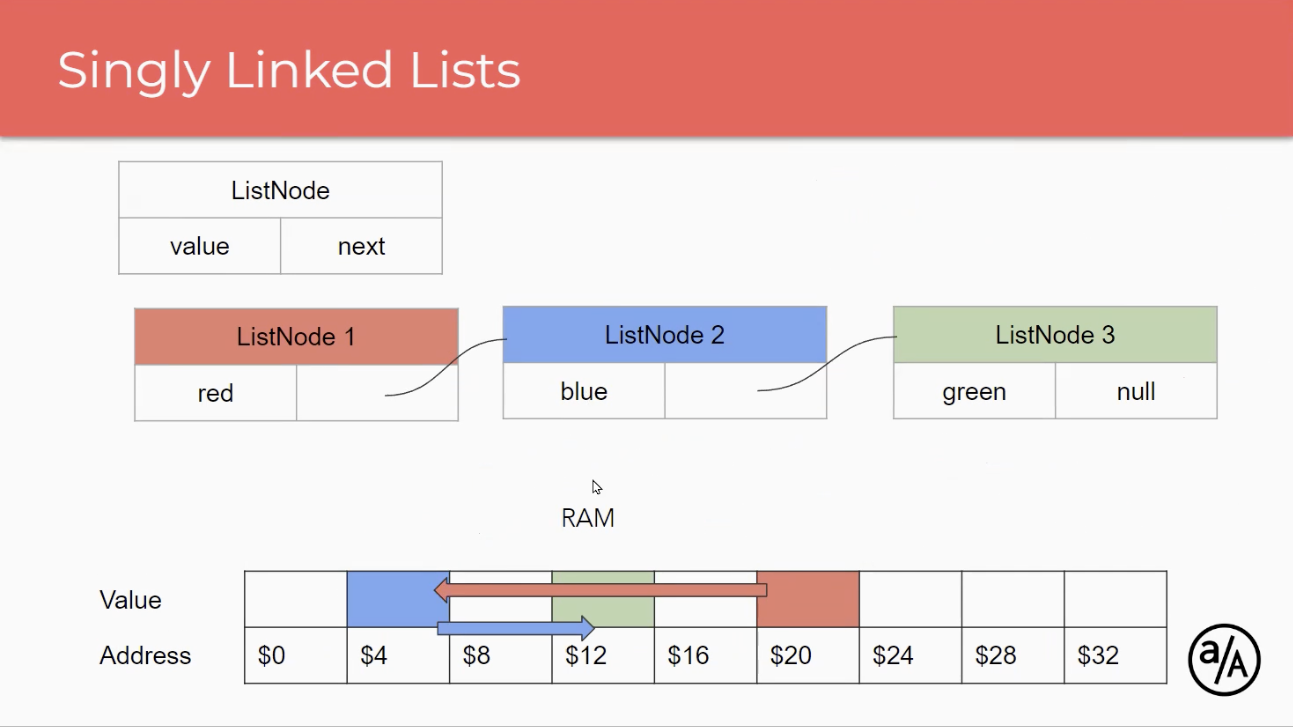 Singly Linked Lists
ListNode
value next
ListNode 1 ListNode 2 ListNode 3
red blue green null
RAM
Value
Address $0 $4 $8 $12 $16 $20 $24 $28 $32
a/A